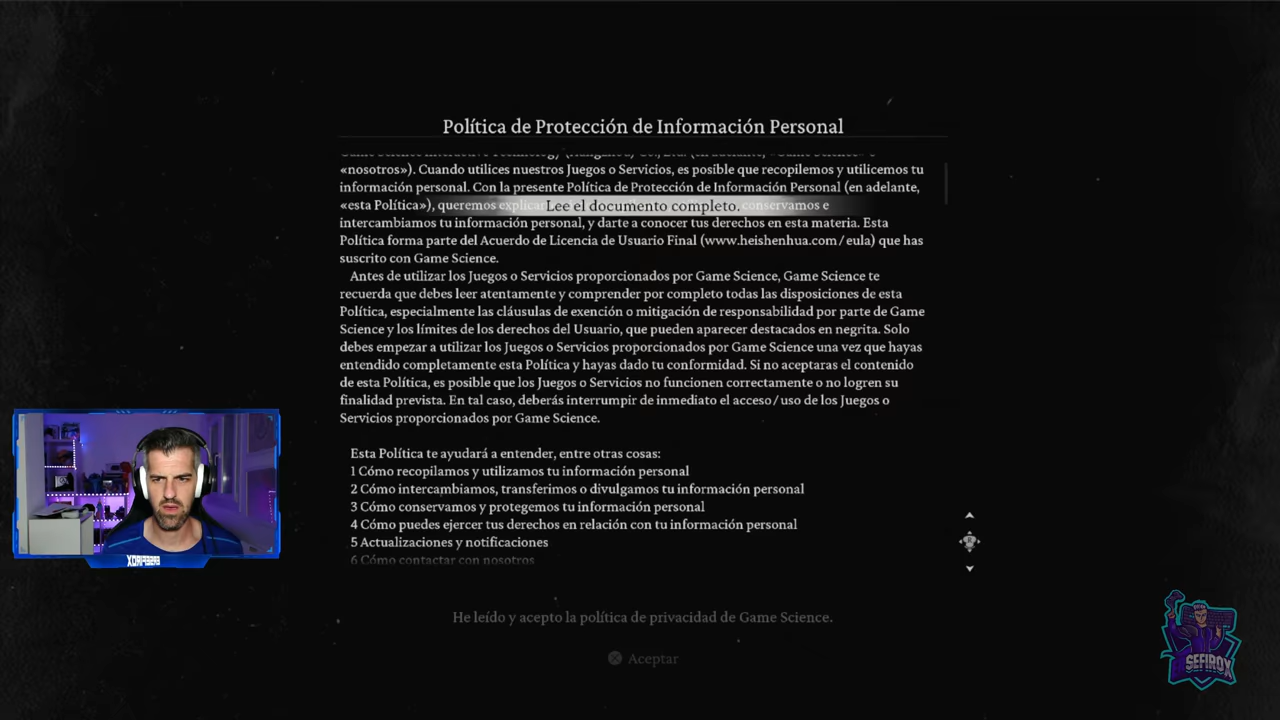 Política de Protección de Información Personal
Game Science Interactive Technology
«nosotros»). Cuando utilices nuestros Juegos o Servicios, es posible que recopilemos y utilicemos tu
información personal. Con la presente Política de Protección de Información Personal (en adelante,
«esta Política»), queremos conservamos e
Lee el documento completo.
intercambiamos tu información personal, y darte a conocer tus derechos en esta materia. Esta
Política forma parte del Acuerdo de Licencia de Usuario Final (www.heishenhua.com/eula) que has
suscrito con Game Science.
Antes de utilizar los Juegos o Servicios proporcionados por Game Science, Game Science te
recuerda que debes leer atentamente y comprender por completo todas las disposiciones de esta
Política, especialmente las cláusulas de exención o mitigación de responsabilidad por parte de Game
Science y los límites de los derechos del Usuario, que pueden aparecer destacados en negrita. Solo
debes empezar a utilizar los Juegos o Servicios proporcionados por Game Science una vez que hayas
entendido completamente esta Política y hayas dado tu conformidad. Si no aceptaras el contenido
de esta Política, es posible que los Juegos o Servicios no funcionen correctamente o no logren su
finalidad prevista. En tal caso, deberás interrumpir de inmediato el acceso/uso de los Juegos o
Servicios proporcionados por Game Science.
Esta Política te ayudará a entender, entre otras cosas:
1 Cómo recopilamos y utilizamos tu información personal
2 Cómo intercambiamos, transferimos o divulgamos tu información personal
3 Cómo conservamos y protegemos tu información personal
4 Cómo puedes ejercer tus derechos en relación con tu información personal
5 Actualizaciones y notificaciones
6 Cómo contactar con nosotros
R
He leído y acepto la política de privacidad de Game Science.
Aceptar
SEFIROX